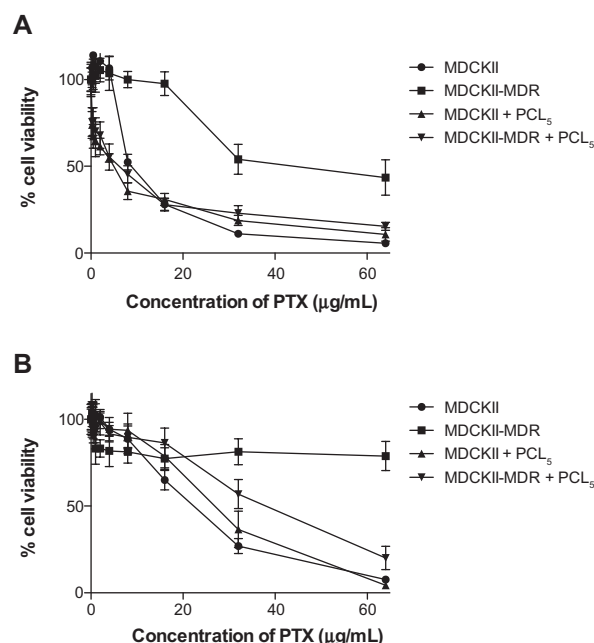 A
% cell viability
100
50
0
0
20
40
60
Concentration of PTX (μg/mL)
MDCKII
MDCKII-MDR
MDCKII + PCL₅
MDCKII-MDR + PCL₅
B
% cell viability
100
50
0
0
20
40
60
Concentration of PTX (μg/mL)
MDCKII
MDCKII-MDR
MDCKII + PCL₅
MDCKII-MDR + PCL₅